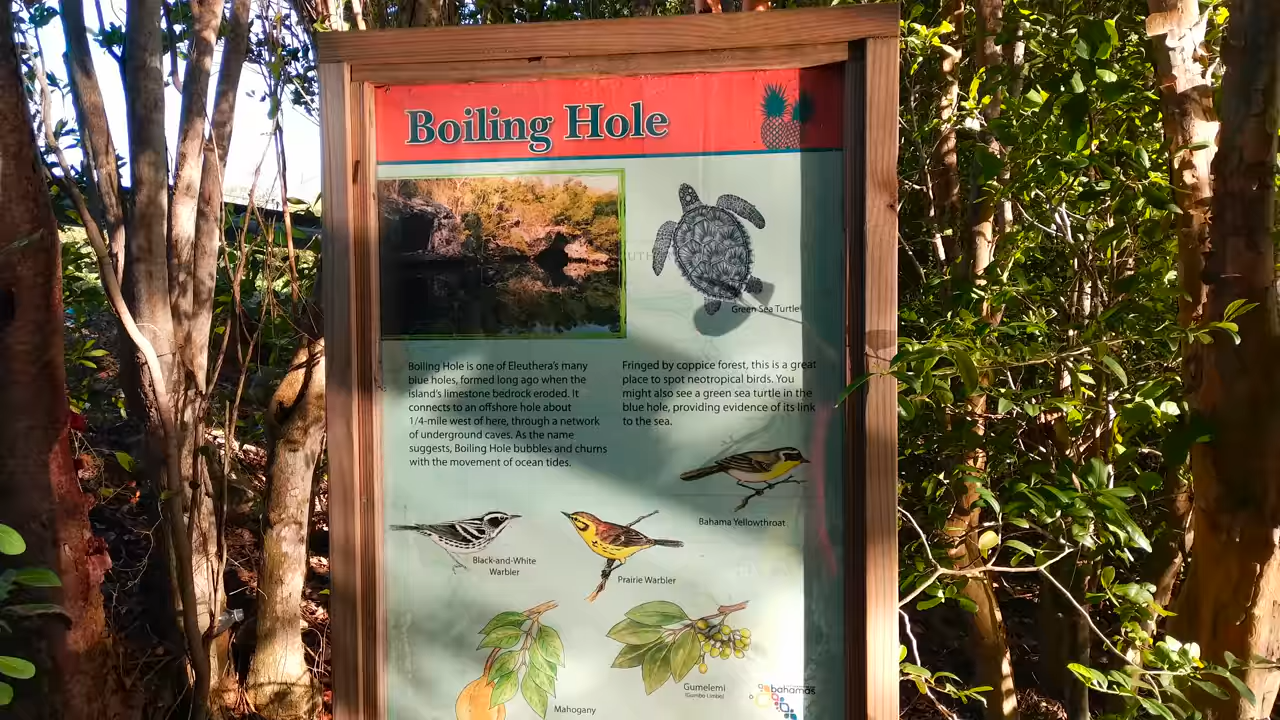 Boiling Hole
Green Sea Turtle
Boiling Hole is one of Eleuthera's many
blue holes, formed long ago when the
island's limestone bedrock eroded. It
connects to an offshore hole about
1/4-mile west of here, through a network
of underground caves. As the name
suggests, Boiling Hole bubbles and churns
with the movement of ocean tides.
Fringed by coppice forest, this is a great
place to spot neotropical birds. You
might also see a green sea turtle in the
blue hole, providing evidence of its link
to the sea.
Bahama Yellowthroat
Black-and-White
Warbler
Prairie Warbler
Gumelemi
(Gumbo Limbo)
Mahogany
bahamas